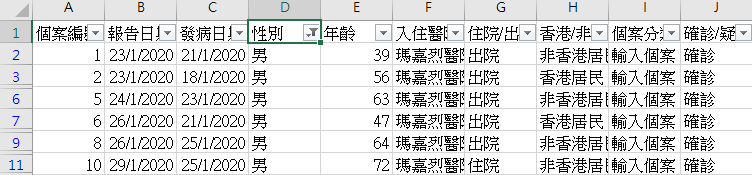 A B C D E F G H I J
1 個案編 報告日 發病日 性別 年齡 入住醫 住院/出 香港/非 個案分 確診/疑
2 1 23/1/2020 21/1/2020 男 39 瑪嘉烈醫 出院 非香港居 輸入個案 確診
3 2 23/1/2020 18/1/2020 男 56 瑪嘉烈醫 出院 香港居民 輸入個案 確診
6 5 24/1/2020 23/1/2020 男 63 瑪嘉烈醫 出院 非香港居 輸入個案 確診
7 6 26/1/2020 21/1/2020 男 47 瑪嘉烈醫 出院 香港居民 輸入個案 確診
9 8 26/1/2020 25/1/2020 男 64 瑪嘉烈醫 出院 非香港居 輸入個案 確診
11 10 29/1/2020 25/1/2020 男 72 瑪嘉烈醫 出院 非香港居 輸入個案 確診